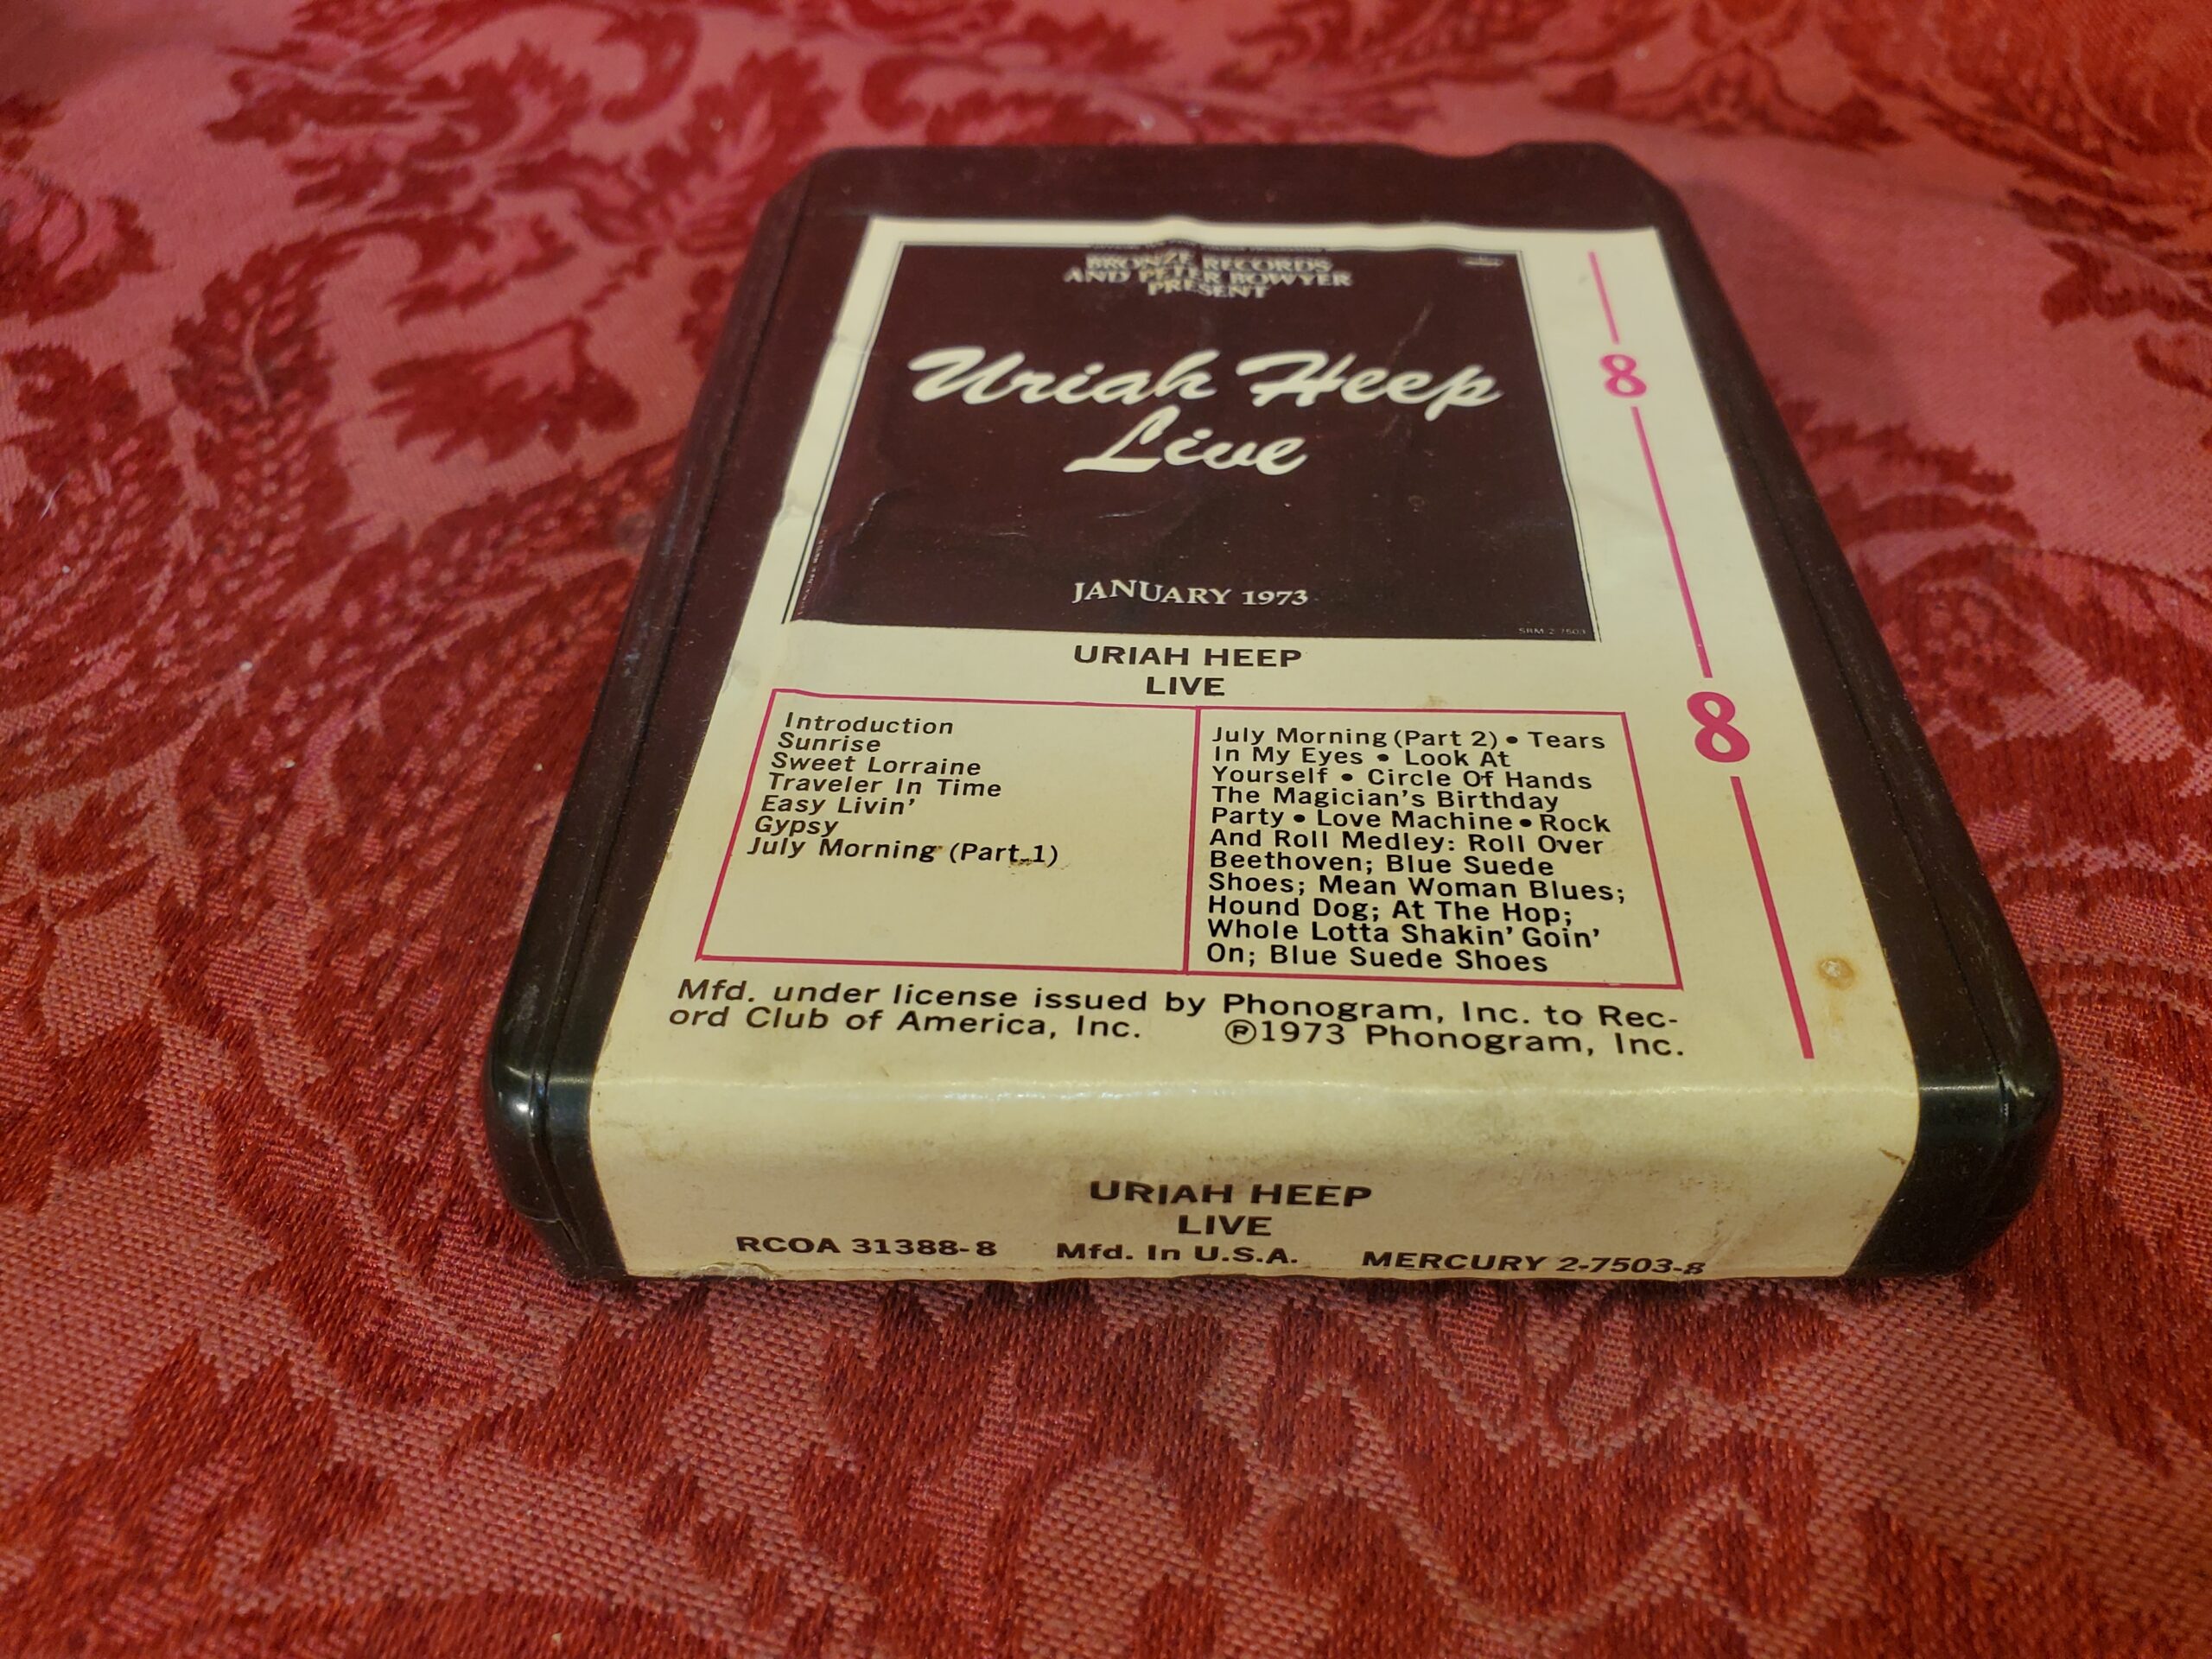 BRONZE RECORDS
AND PETER BOWYER
PRESENT
Uriah Heep
Live
JANUARY 1973
SRM 2 7503
URIAH HEEP
LIVE
Introduction
Sunrise
Sweet Lorraine
Traveler In Time
Easy Livin'
Gypsy
July Morning (Part 1)
July Morning (Part 2) • Tears
In My Eyes • Look At
Yourself • Circle Of Hands
The Magician's Birthday
Party • Love Machine • Rock
And Roll Medley: Roll Over
Beethoven; Blue Suede
Shoes; Mean Woman Blues;
Hound Dog; At The Hop;
Whole Lotta Shakin' Goin'
On; Blue Suede Shoes
8
8
Mfd. under license issued by Phonogram, Inc. to Rec-
ord Club of America, Inc. ℗1973 Phonogram, Inc.
URIAH HEEP
LIVE
RCOA 31388-8 Mfd. In U.S.A. MERCURY 2-7503-8